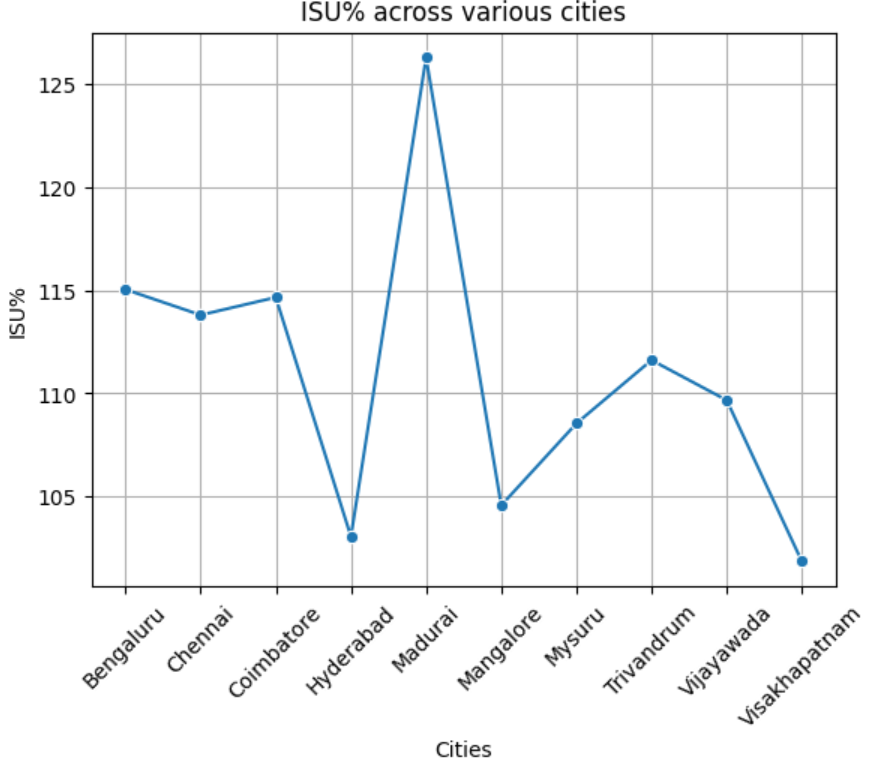 ISU% across various cities
125
120
115
110
105
ISU%
Bengaluru
Chennai
Coimbatore
Hyderabad
Madurai
Mangalore
Mysuru
Trivandrum
Vijayawada
Visakhapatnam
Cities